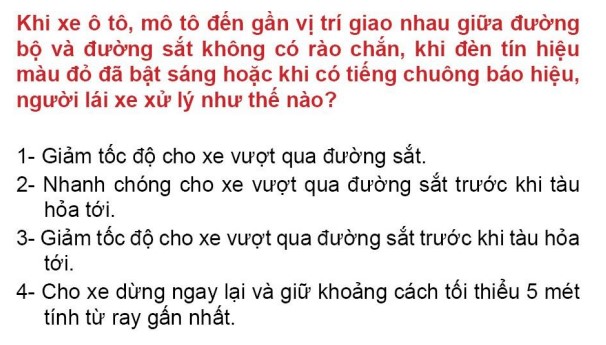 Khi xe ô tô, mô tô đến gần vị trí giao nhau giữa đường
bộ và đường sắt không có rào chắn, khi đèn tín hiệu
màu đỏ đã bật sáng hoặc khi có tiếng chuông báo hiệu,
người lái xe xử lý như thế nào?
1- Giảm tốc độ cho xe vượt qua đường sắt.
2- Nhanh chóng cho xe vượt qua đường sắt trước khi tàu
hỏa tới.
3- Giảm tốc độ cho xe vượt qua đường sắt trước khi tàu hỏa
tới.
4- Cho xe dừng ngay lại và giữ khoảng cách tối thiểu 5 mét
tính từ ray gần nhất.